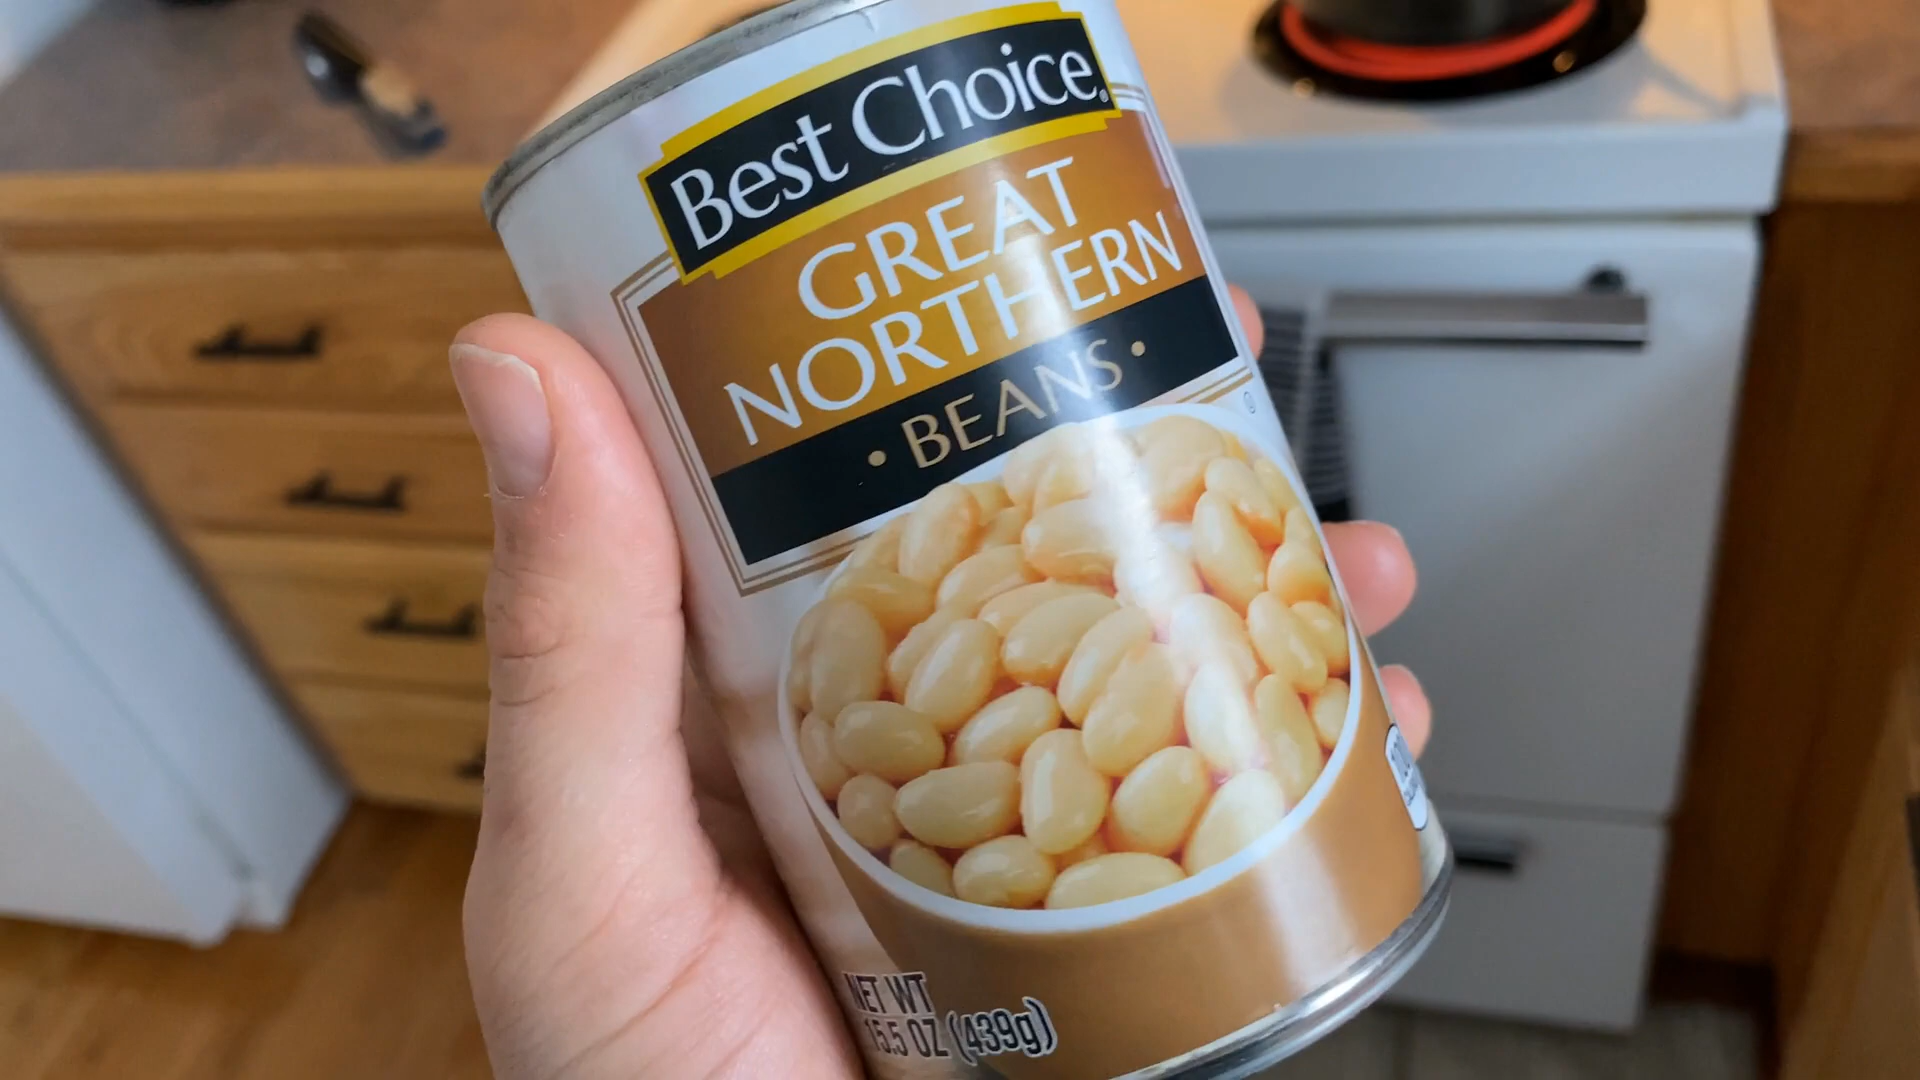 Best Choice®
GREAT
NORTHERN
• BEANS •
NET WT
15.5 OZ (439g)